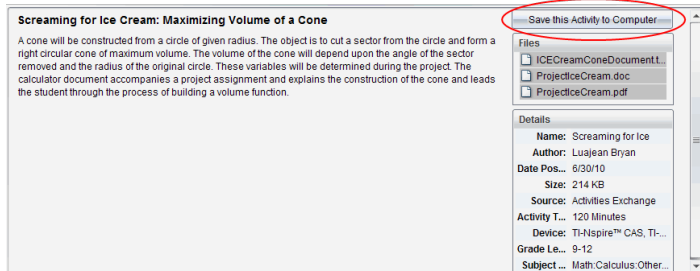 Screaming for Ice Cream: Maximizing Volume of a Cone
A cone will be constructed from a circle of given radius. The object is to cut a sector from the circle and form a
right circular cone of maximum volume. The volume of the cone will depend upon the angle of the sector
removed and the radius of the original circle. These variables will be determined during the project. The
calculator document accompanies a project assignment and explains the construction of the cone and leads
the student through the process of building a volume function.
Save this Activity to Computer
Files
ICECreamConeDocument.t...
ProjectIceCream.doc
ProjectIceCream.pdf
Details
Name: Screaming for Ice
Author: Luajean Bryan
Date Pos... 6/30/10
Size: 214 KB
Source: Activities Exchange
Activity T... 120 Minutes
Device: TI-Nspire™ CAS, TI-...
Grade Le... 9-12
Subject ... Math:Calculus:Other...